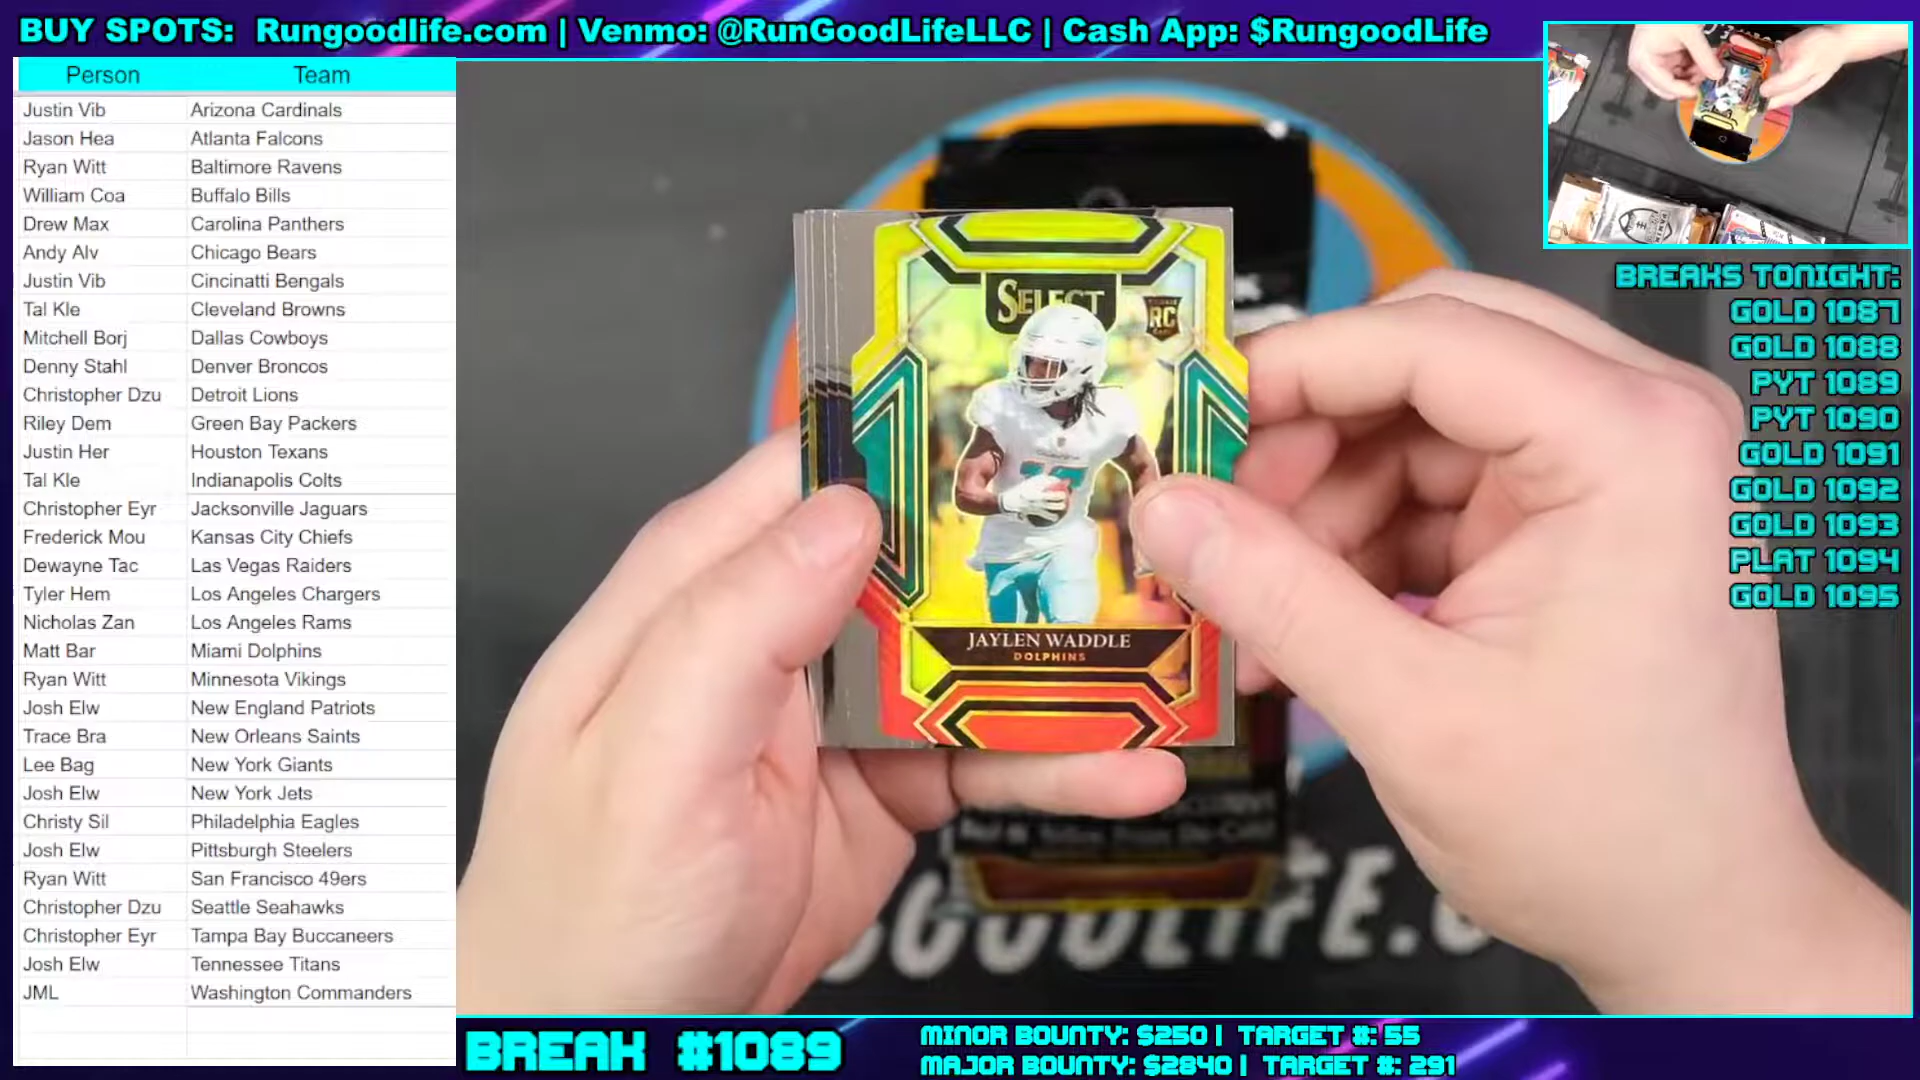 BUY SPOTS: Rungoodlife.com | Venmo: @RunGoodLifeLLC | Cash App: $RungoodLife
Person Team
Justin Vib Arizona Cardinals
Jason Hea Atlanta Falcons
Ryan Witt Baltimore Ravens
William Coa Buffalo Bills
Drew Max Carolina Panthers
Andy Alv Chicago Bears
Justin Vib Cincinatti Bengals
Tal Kle Cleveland Browns
Mitchell Borj Dallas Cowboys
Denny Stahl Denver Broncos
Christopher Dzu Detroit Lions
Riley Dem Green Bay Packers
Justin Her Houston Texans
Tal Kle Indianapolis Colts
Christopher Eyr Jacksonville Jaguars
Frederick Mou Kansas City Chiefs
Dewayne Tac Las Vegas Raiders
Tyler Hem Los Angeles Chargers
Nicholas Zan Los Angeles Rams
Matt Bar Miami Dolphins
Ryan Witt Minnesota Vikings
Josh Elw New England Patriots
Trace Bra New Orleans Saints
Lee Bag New York Giants
Josh Elw New York Jets
Christy Sil Philadelphia Eagles
Josh Elw Pittsburgh Steelers
Ryan Witt San Francisco 49ers
Christopher Dzu Seattle Seahawks
Christopher Eyr Tampa Bay Buccaneers
Josh Elw Tennessee Titans
JML Washington Commanders
SELECT
RC
JAYLEN WADDLE
DOLPHINS
BREAKS TONIGHT:
GOLD 1087
GOLD 1088
PYT 1089
PYT 1090
GOLD 1091
GOLD 1092
GOLD 1093
PLAT 1094
GOLD 1095
BREAK #1089
MINOR BOUNTY: $250 | TARGET #: 55
MAJOR BOUNTY: $2840 | TARGET #: 291